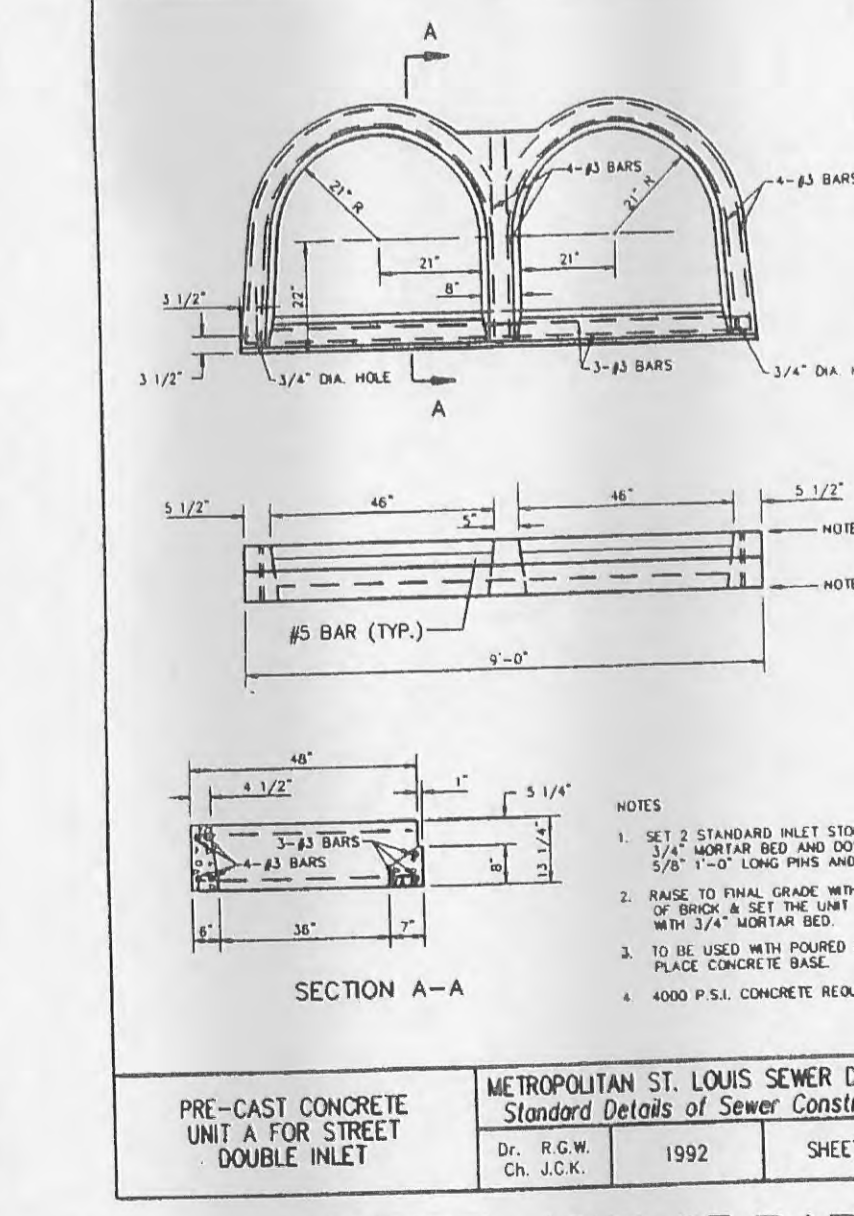 A
4-#3 BARS
4-#3 BARS
21" R
21" R
21"
21"
8"
22"
3 1/2"
3 1/2"
3/4" DIA. HOLE
3-#3 BARS
3/4" DIA.
A
5 1/2"
46"
5"
46"
5 1/2"
#5 BAR (TYP.)
9'-0"
48"
4 1/2"
1"
5 1/4"
3-#3 BARS
4-#3 BARS
8"
13 1/4"
6"
36"
7"
SECTION A-A
NOTES
1. SET 2 STANDARD INLET
3/4" MORTAR BED AND
5/8" 1'-0" LONG PINS AND
2. RAISE TO FINAL GRADE WITH
OF BRICK & SET THE UNIT
WITH 3/4" MORTAR BED.
3. TO BE USED WITH POURED
PLACE CONCRETE BASE.
4 4000 P.S.I. CONCRETE
PRE-CAST CONCRETE
UNIT A FOR STREET
DOUBLE INLET
METROPOLITAN ST. LOUIS SEWER
Standard Details of Sewer
Dr. R.G.W.
Ch. J.C.K.
1992
SHEET